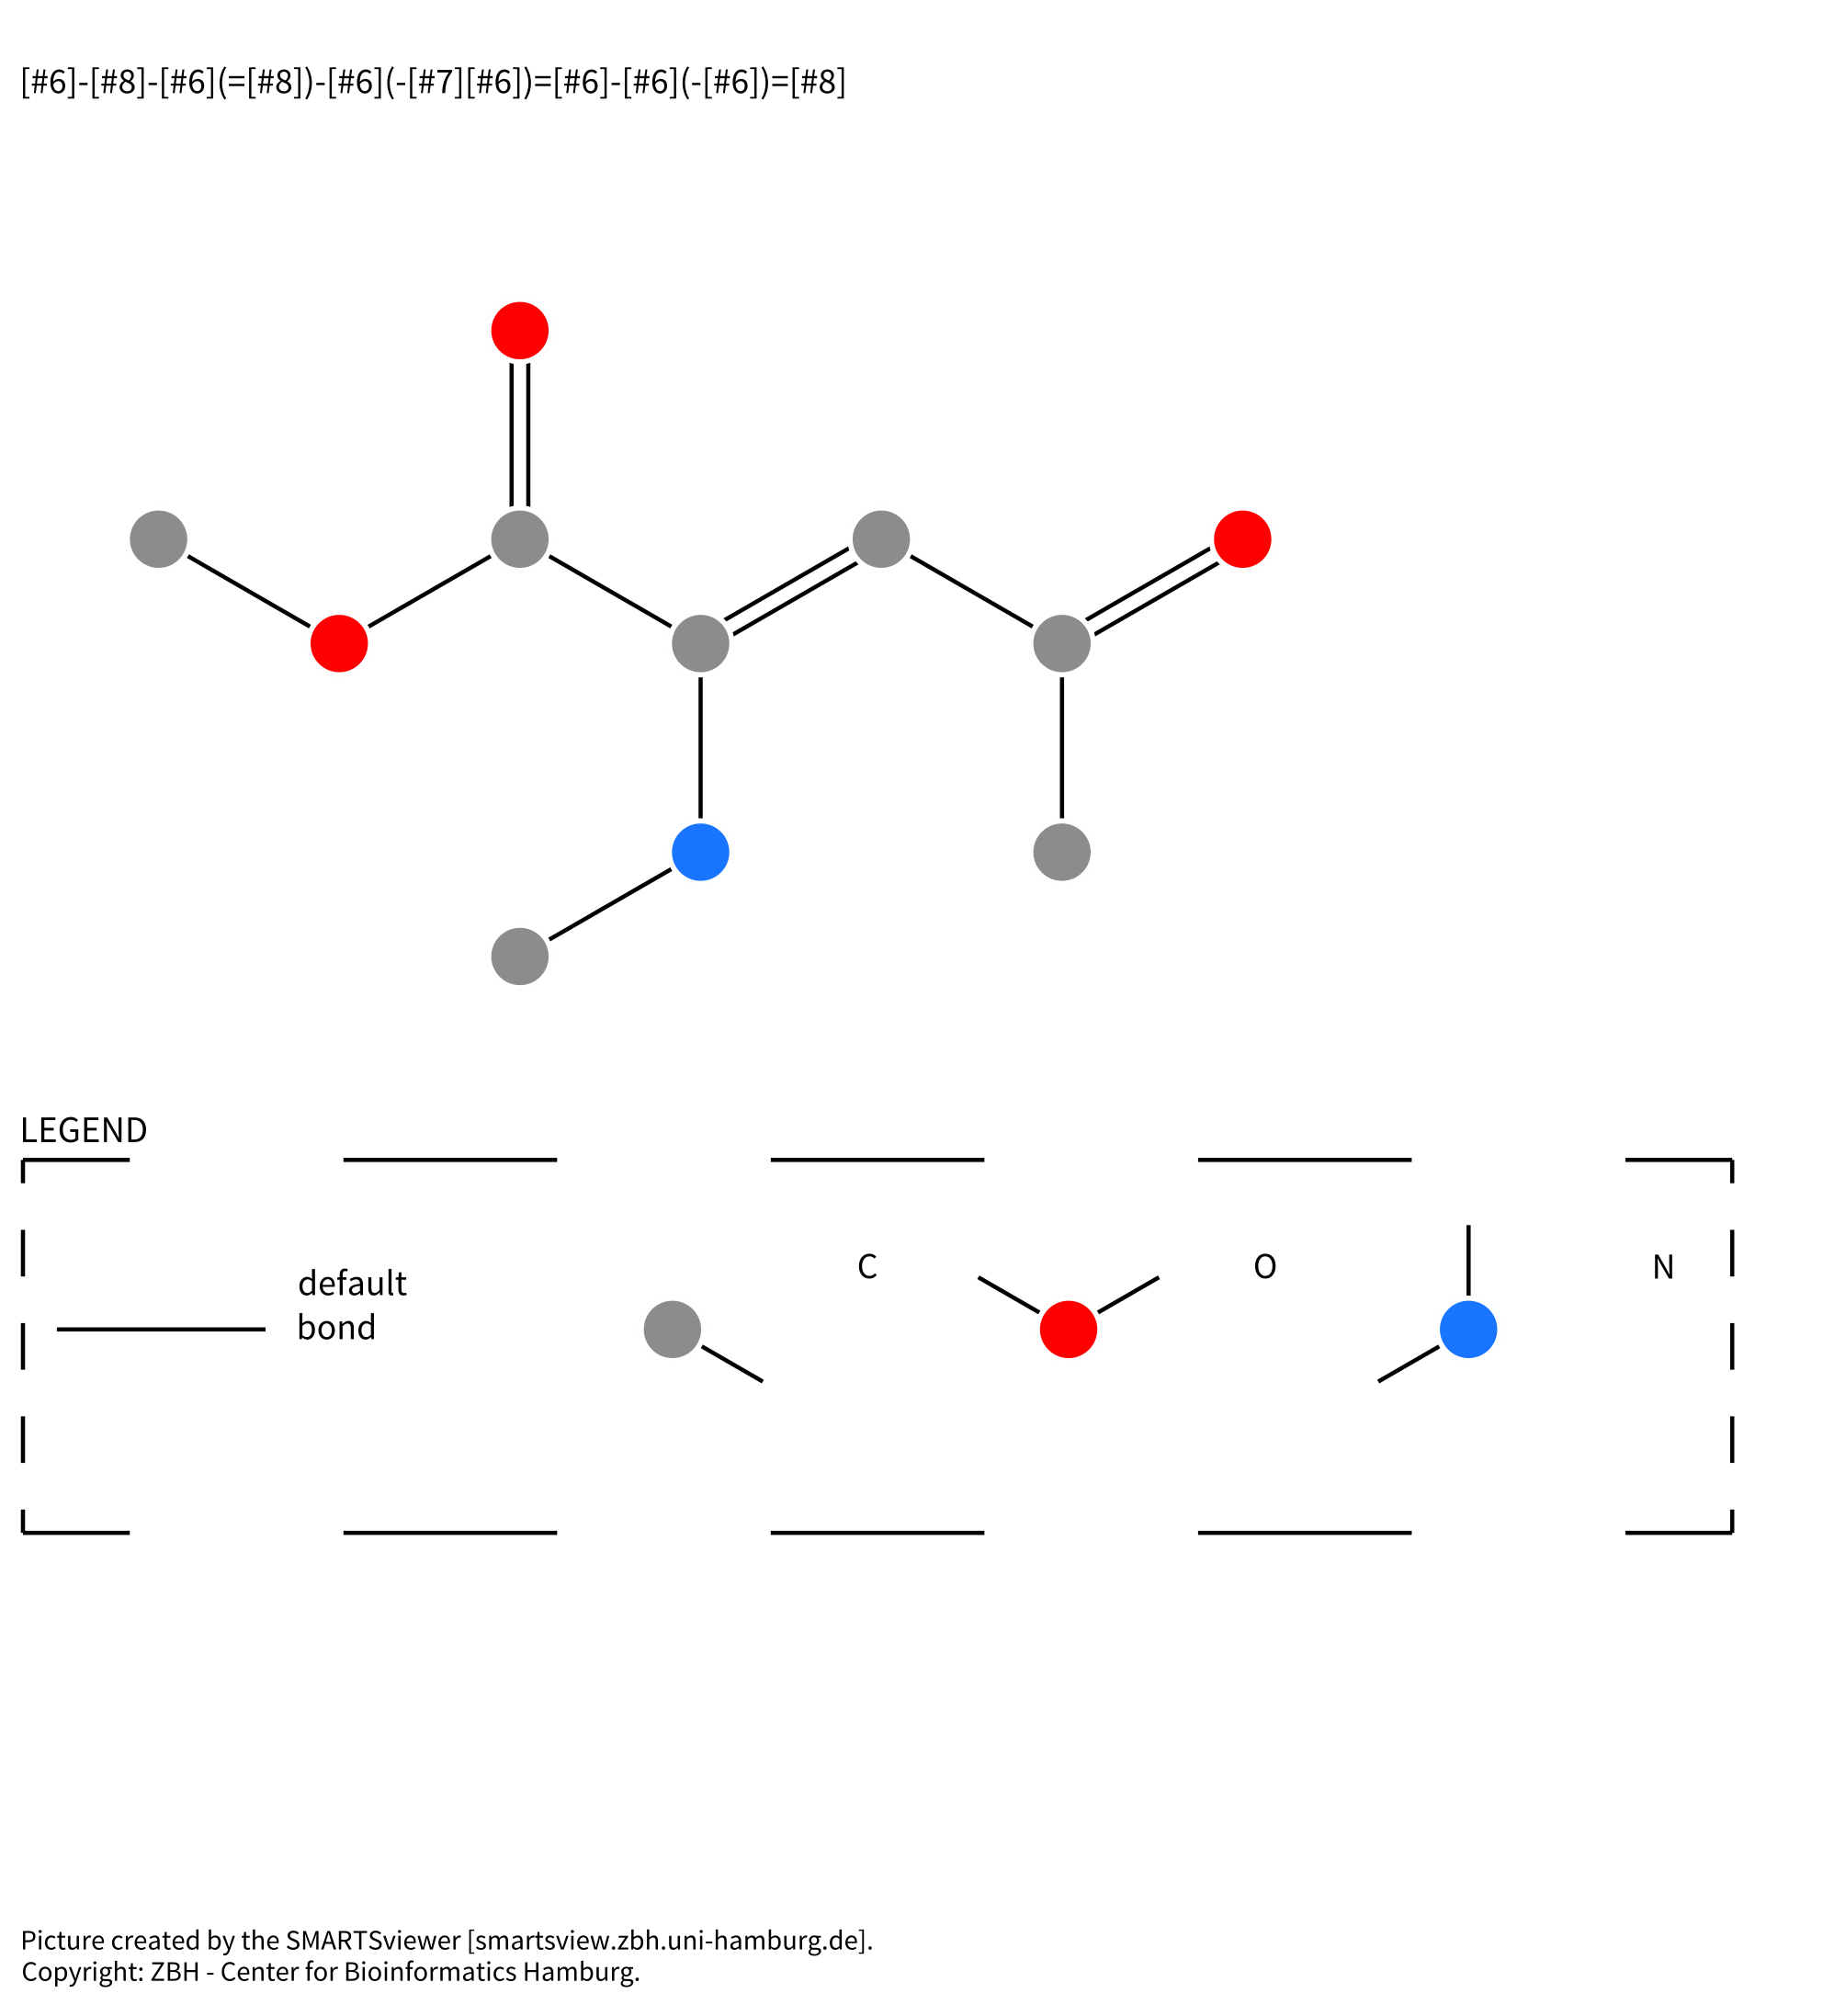 [#6]-[#8]-[#6](=[#8])-[#6](-[#7][#6])=[#6]-[#6](-[#6])=[#8]
LEGEND
default
bond
C
O
N
Picture created by the SMARTSviewer [smartsview.zbh.uni-hamburg.de].
Copyright: ZBH - Center for Bioinformatics Hamburg.